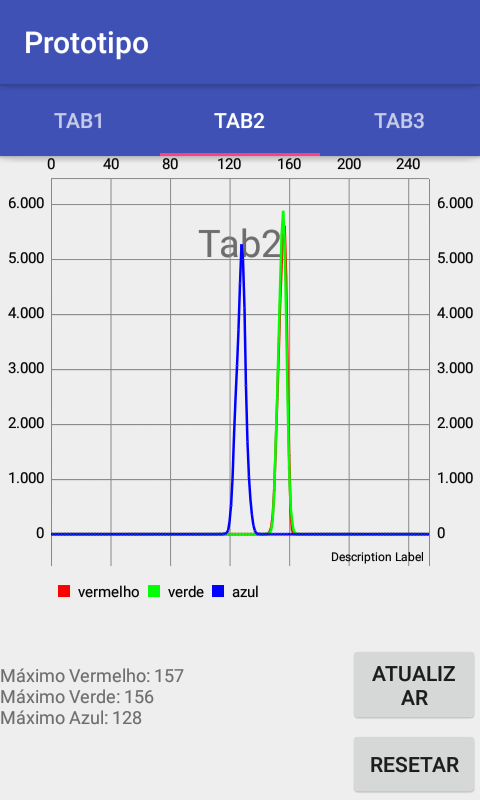 Prototipo
TAB1 TAB2 TAB3
0 40 80 120 160 200 240
6.000 6.000
Tab2
5.000 5.000
4.000 4.000
3.000 3.000
2.000 2.000
1.000 1.000
0 0
Description Label
vermelho verde azul
Máximo Vermelho: 157
Máximo Verde: 156
Máximo Azul: 128
ATUALIZ
AR
RESETAR